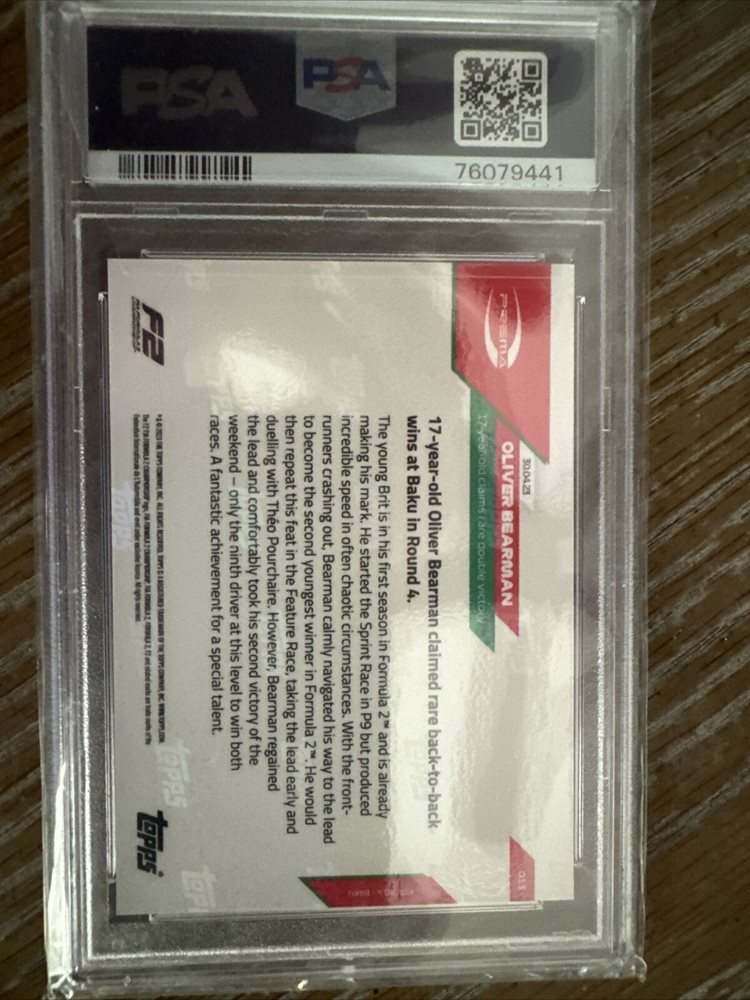 PSA
PSA
76079441
PREMA
30.04.23
OLIVER BEARMAN
17-year-old claims rare double victory
013
17-year-old Oliver Bearman claimed rare back-to-back
wins at Baku in Round 4.
The young Brit is in his first season in Formula 2™ and is already
making his mark. He started the Sprint Race in P9 but produced
incredible speed in often chaotic circumstances. With the front-
runners crashing out, Bearman calmly navigated his way to the lead
to become the second youngest winner in Formula 2™. He would
then repeat this feat in the Feature Race, taking the lead early and
duelling with Théo Pourchaire. However, Bearman regained
the lead and comfortably took his second victory of the
weekend – only the ninth driver at this level to win both
races. A fantastic achievement for a special talent.
BAKU
F2
topps
topps
topps
topps